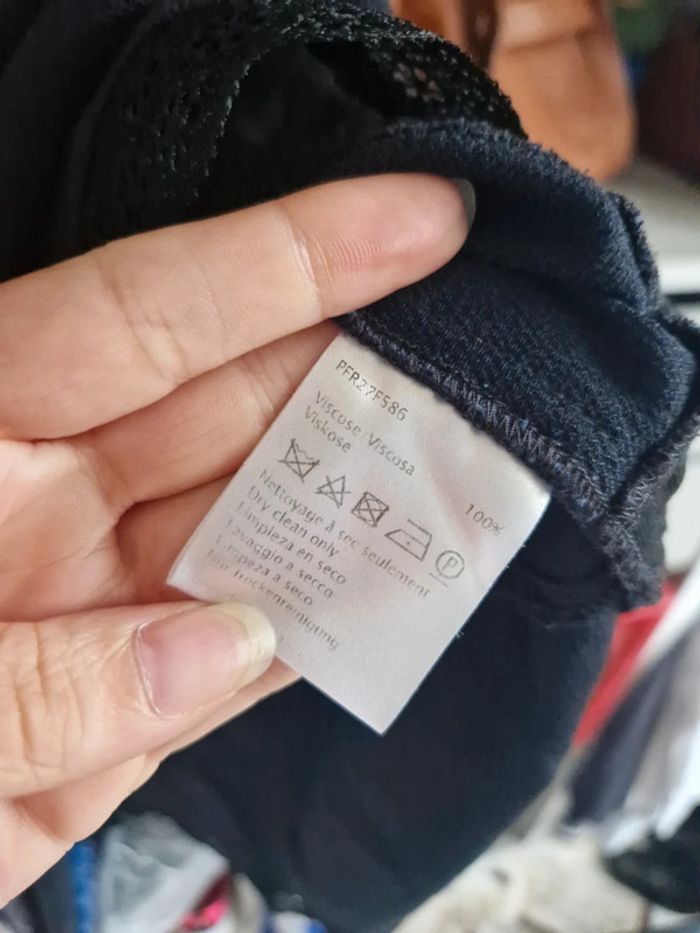 PFR27F586
Viscose/Viscosa 100%
Viskose
P
Nettoyage à sec seulement
Dry clean only
Limpieza en seco
Lavaggio a secco
Limpeza a seco
Nur Trockenreinigung